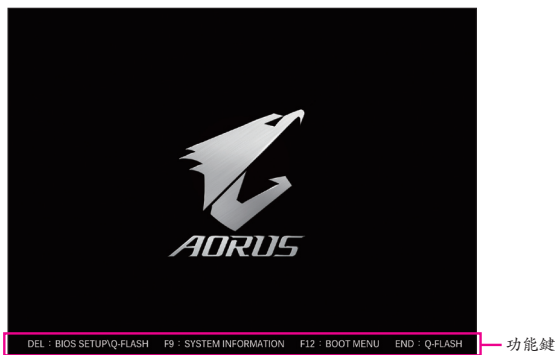 AORUS
DEL : BIOS SETUP\Q-FLASH F9 : SYSTEM INFORMATION F12 : BOOT MENU END : Q-FLASH
功能鍵